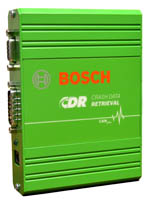 BOSCH
CDR CRASH DATA
RETRIEVAL